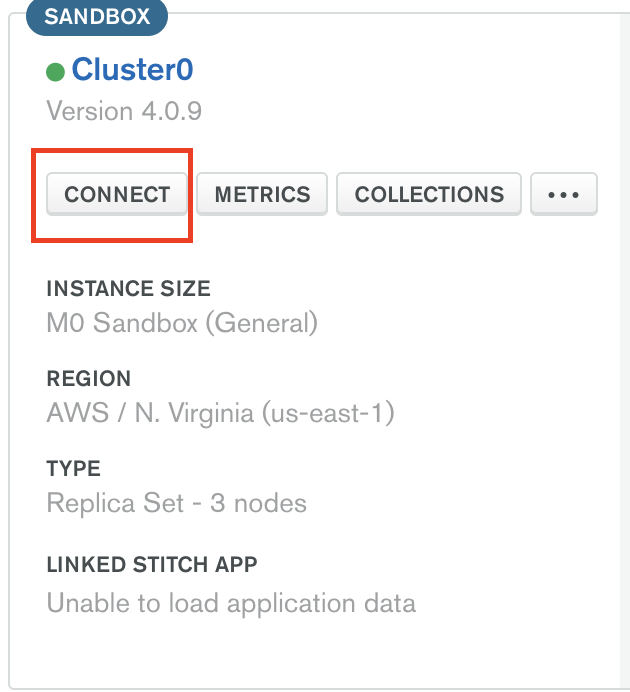 SANDBOX
Cluster0
Version 4.0.9
CONNECT METRICS COLLECTIONS •••
INSTANCE SIZE
M0 Sandbox (General)
REGION
AWS / N. Virginia (us-east-1)
TYPE
Replica Set - 3 nodes
LINKED STITCH APP
Unable to load application data